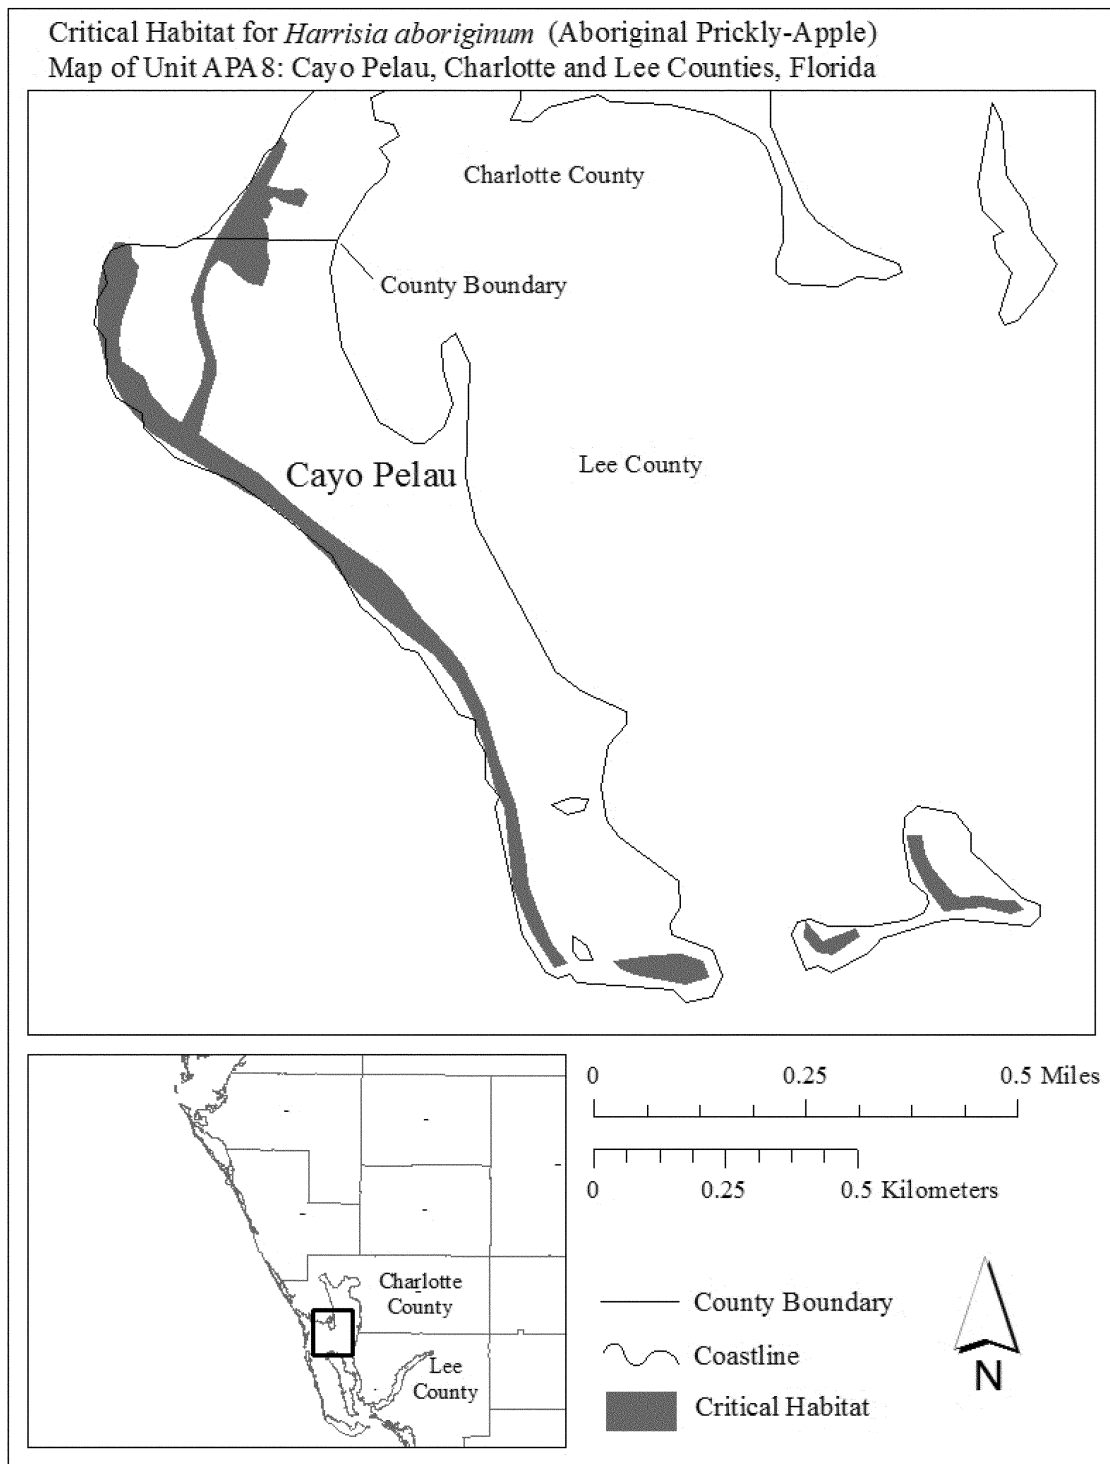 Critical Habitat for Harrisia aboriginum (Aboriginal Prickly-Apple)
Map of Unit APA8: Cayo Pelau, Charlotte and Lee Counties, Florida
Charlotte County
County Boundary
Cayo Pelau
Lee County
Charlotte
County
Lee
County
0 0.25 0.5 Miles
0 0.25 0.5 Kilometers
County Boundary
Coastline
Critical Habitat
N